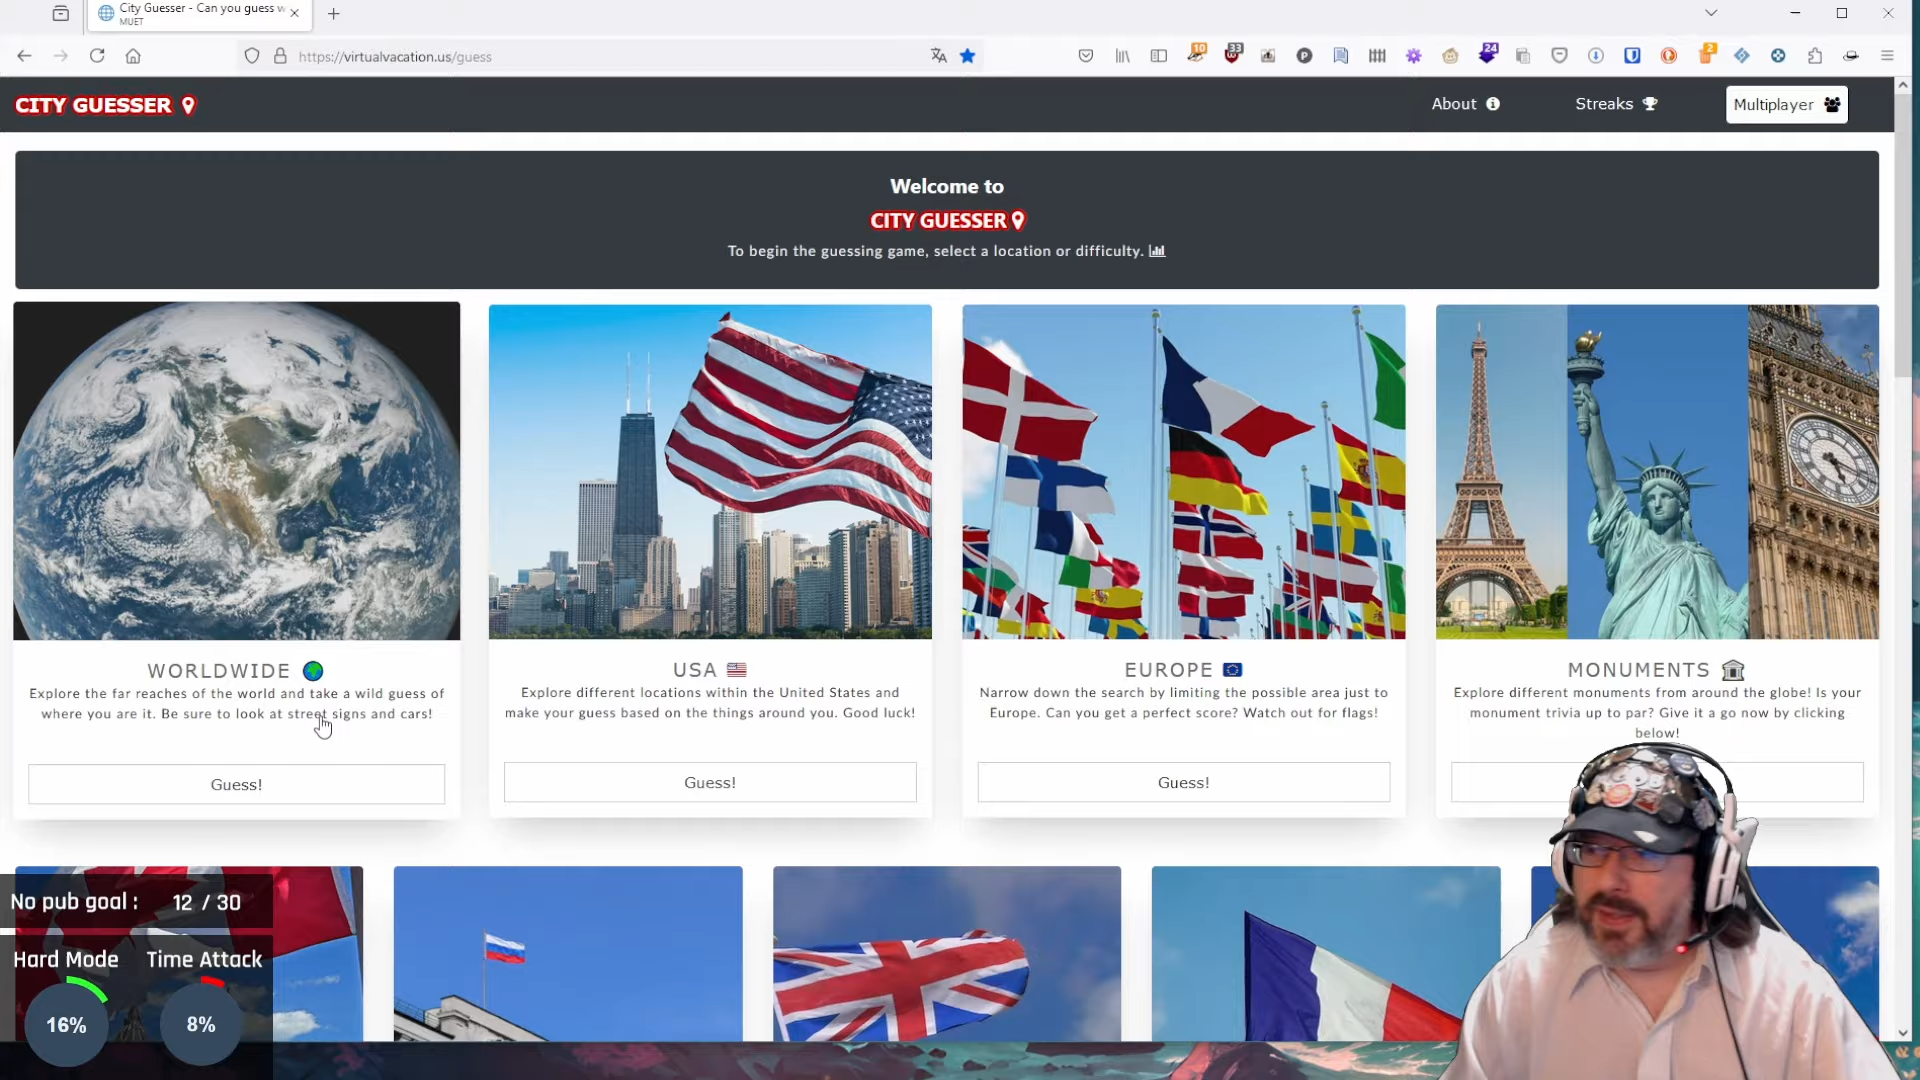 City Guesser - Can you guess w
MUET
https://virtualvacation.us/guess
10
33
24
2
CITY GUESSER
About
Streaks
Multiplayer
Welcome to
CITY GUESSER
To begin the guessing game, select a location or difficulty.
WORLDWIDE
Explore the far reaches of the world and take a wild guess of
where you are it. Be sure to look at street signs and cars!
Guess!
USA
Explore different locations within the United States and
make your guess based on the things around you. Good luck!
Guess!
EUROPE
Narrow down the search by limiting the possible area just to
Europe. Can you get a perfect score? Watch out for flags!
Guess!
MONUMENTS
Explore different monuments from around the globe! Is your
monument trivia up to par? Give it a go now by clicking
below!
No pub goal : 12 / 30
Hard Mode Time Attack
16% 8%